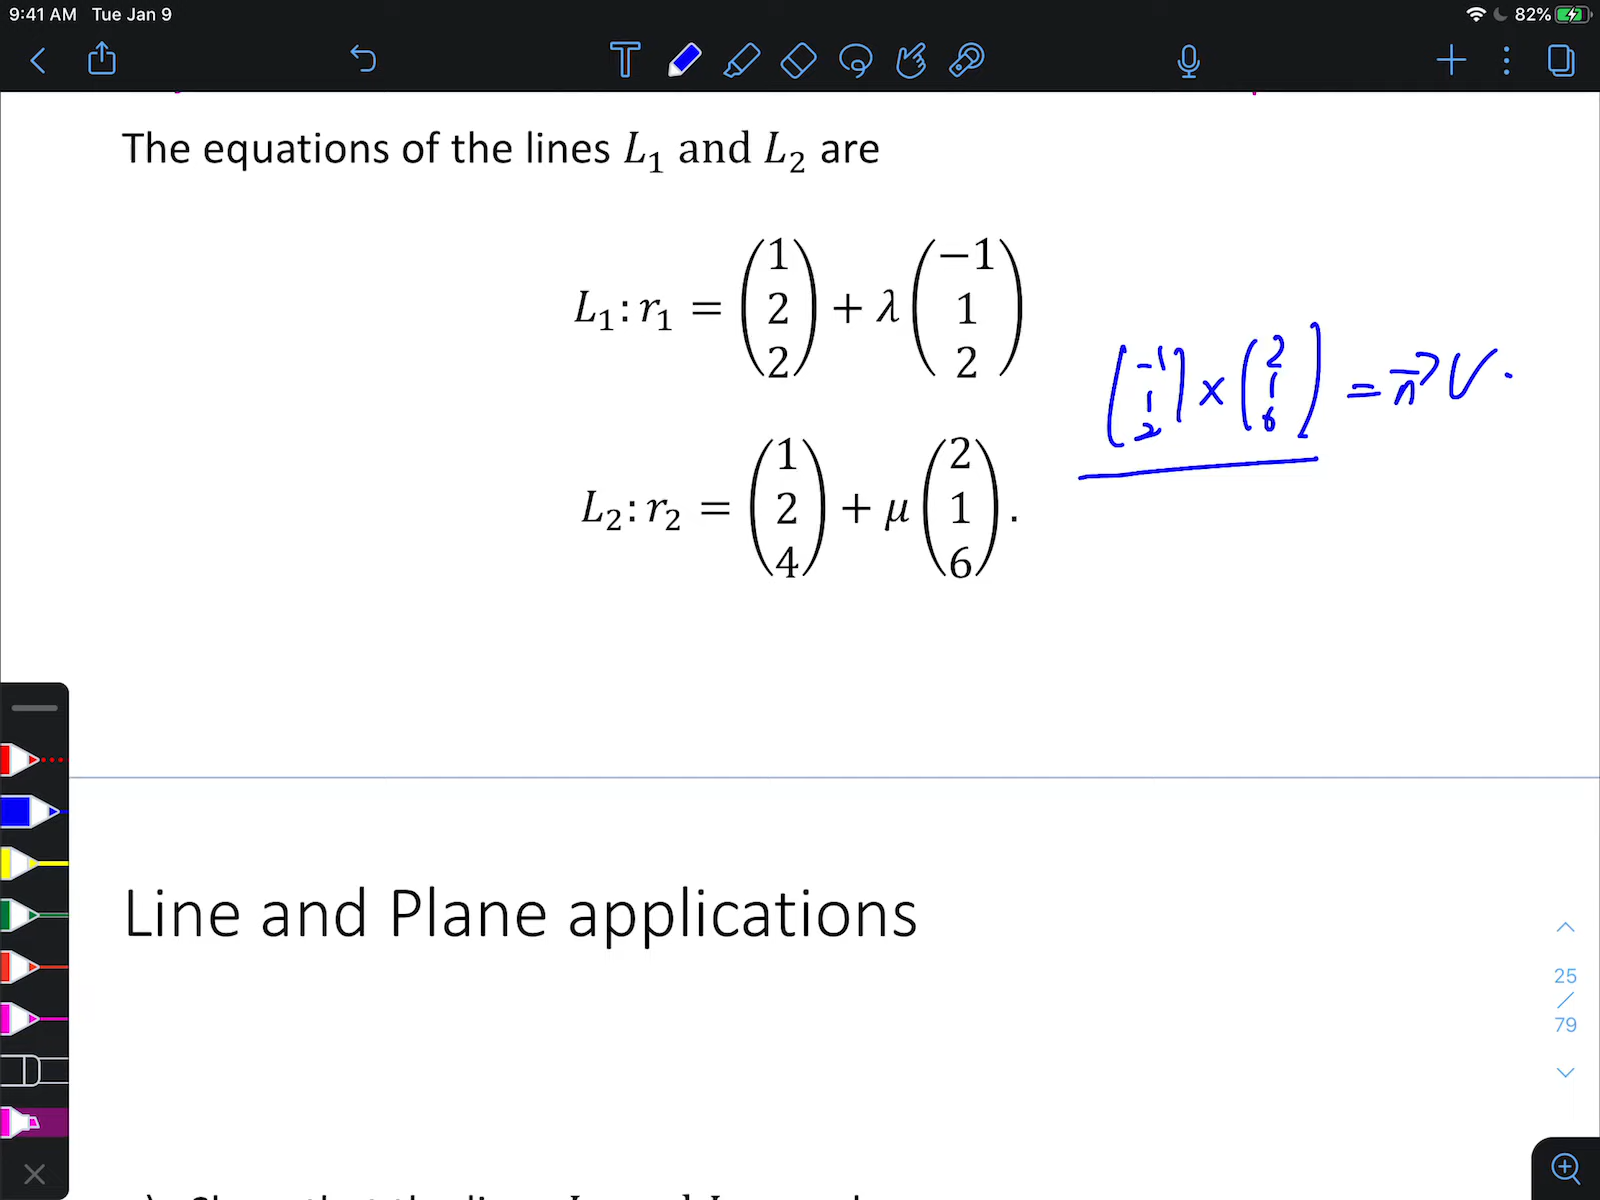 9:41 AM Tue Jan 9 82%
The equations of the lines L₁ and L₂ are
L₁: r₁ = (1 2 2) + λ (−1 1 2)
(-1 1 2) × (2 1 6) = n⃗ ✓.
L₂: r₂ = (1 2 4) + μ (2 1 6).
Line and Plane applications
25
/
79